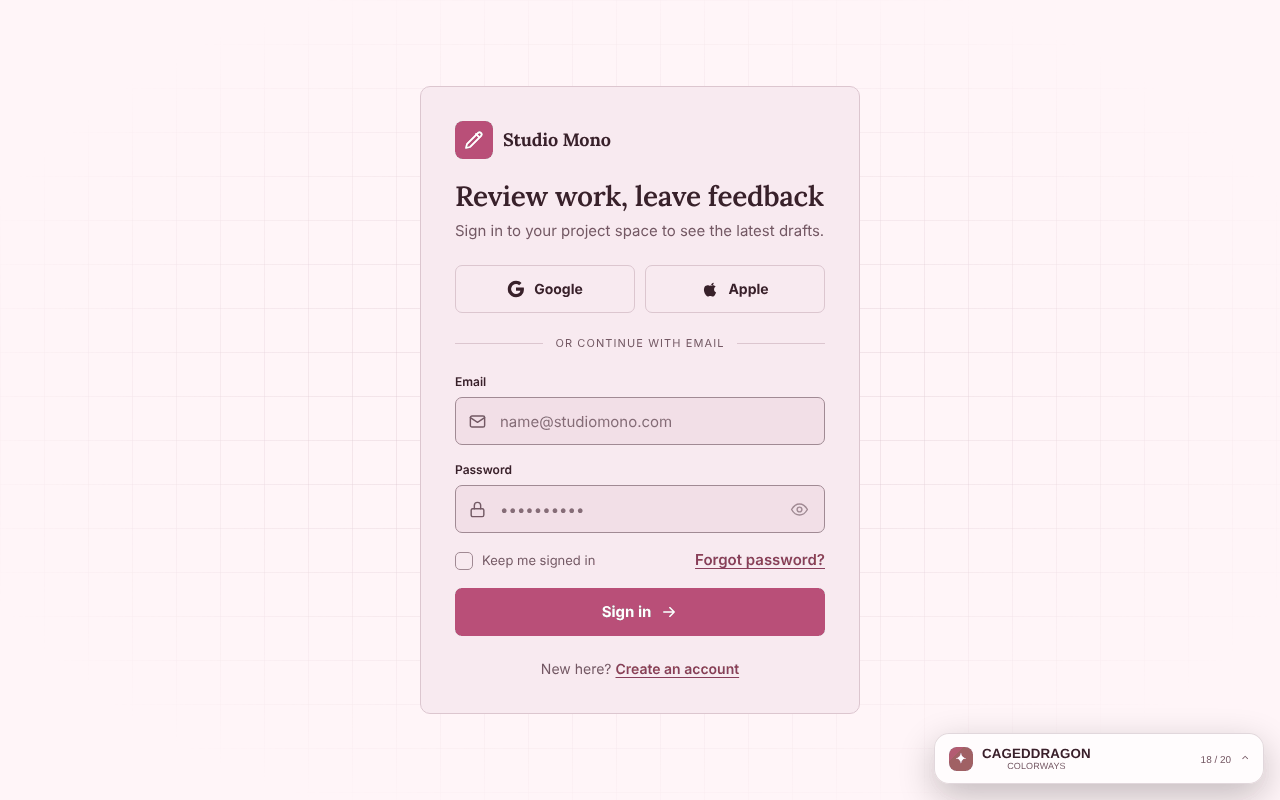 Studio Mono
Review work, leave feedback
Sign in to your project space to see the latest drafts.
Google
Apple
OR CONTINUE WITH EMAIL
Email
name@studiomono.com
Password
••••••••••
Keep me signed in
Forgot password?
Sign in →
New here? Create an account
CAGEDDRAGON
COLORWAYS
18 / 20